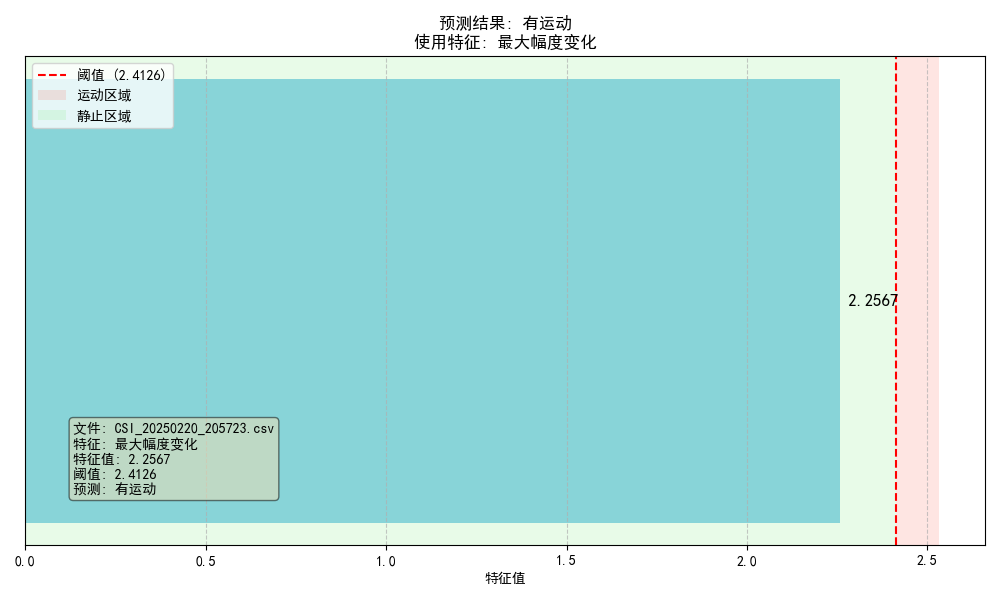 预测结果: 有运动
使用特征: 最大幅度变化
阈值 (2.4126)
运动区域
静止区域
2.2567
文件: CSI_20250220_205723.csv
特征: 最大幅度变化
特征值: 2.2567
阈值: 2.4126
预测: 有运动
0.0 0.5 1.0 1.5 2.0 2.5
特征值